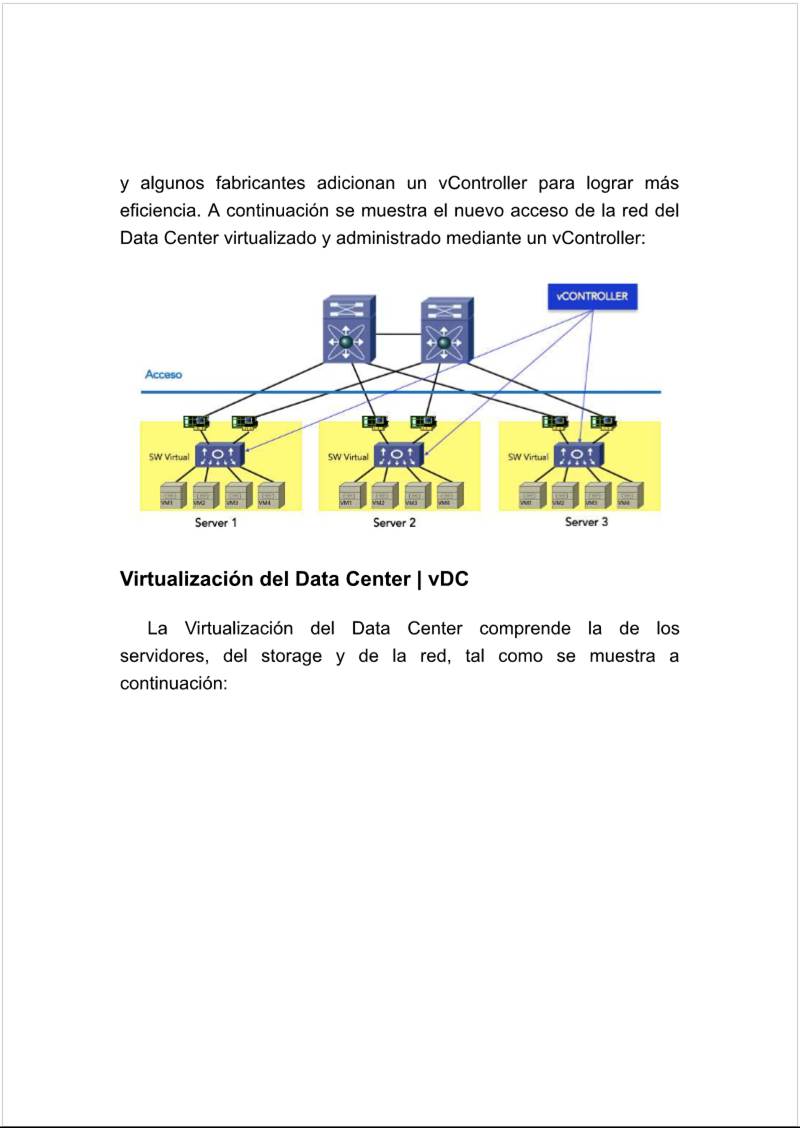 y algunos fabricantes adicionan un vController para lograr más
eficiencia. A continuación se muestra el nuevo acceso de la red del
Data Center virtualizado y administrado mediante un vController:
vCONTROLLER
Acceso
SW Virtual
SW Virtual
SW Virtual
VM1 VM2 VM3 VM4
VM1 VM2 VM3 VM4
VM1 VM2 VM3 VM4
Server 1
Server 2
Server 3
Virtualización del Data Center | vDC
La Virtualización del Data Center comprende la de los
servidores, del storage y de la red, tal como se muestra a
continuación: